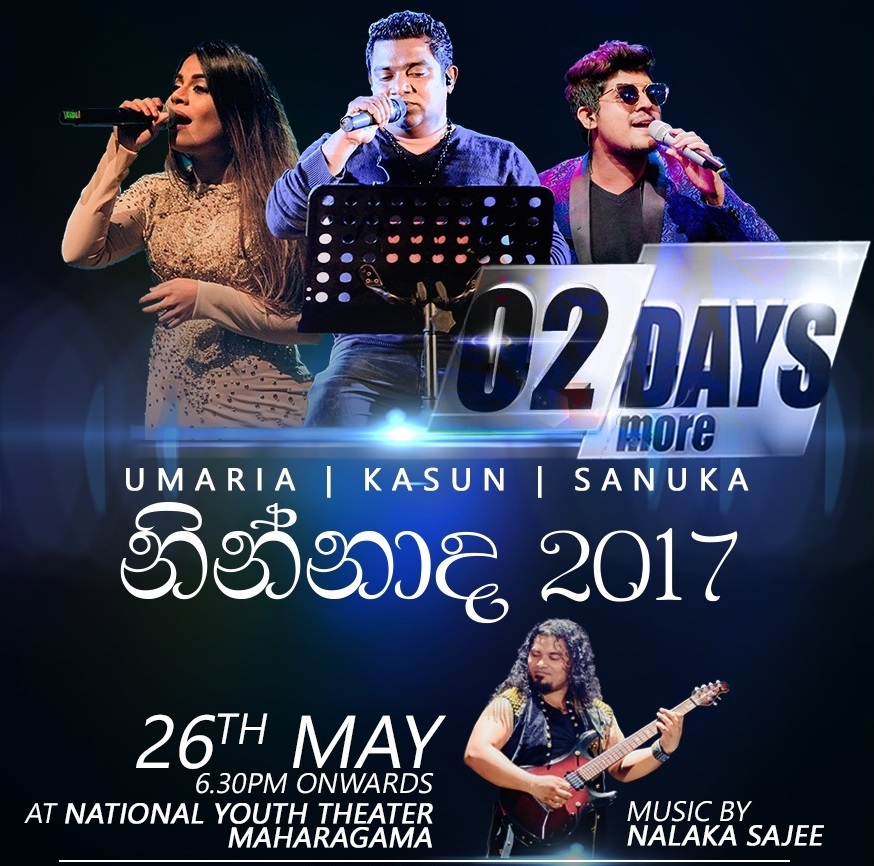 02 DAYS
more
UMARIA | KASUN | SANUKA
නින්නාද 2017
26TH MAY
6.30PM ONWARDS
AT NATIONAL YOUTH THEATER
MAHARAGAMA
MUSIC BY
NALAKA SAJEE